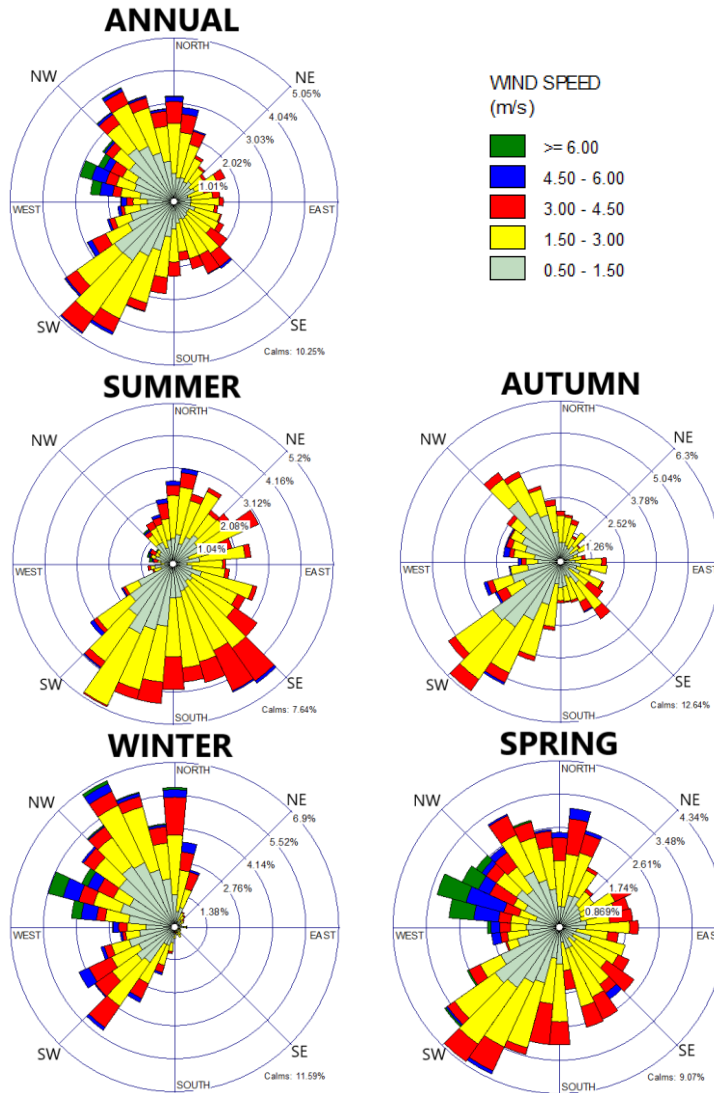 ANNUAL
NORTH
NW
NE
5.05%
4.04%
3.03%
2.02%
1.01%
WEST
EAST
SW
SE
SOUTH
Calms: 10.25%
WIND SPEED
(m/s)
>= 6.00
4.50 - 6.00
3.00 - 4.50
1.50 - 3.00
0.50 - 1.50
SUMMER
NORTH
NW
NE
5.2%
4.16%
3.12%
2.08%
1.04%
WEST
EAST
SW
SE
SOUTH
Calms: 7.64%
AUTUMN
NORTH
NW
NE
6.3%
5.04%
3.78%
2.52%
1.26%
WEST
EAST
SW
SE
SOUTH
Calms: 12.64%
WINTER
NORTH
NW
NE
6.9%
5.52%
4.14%
2.76%
1.38%
WEST
EAST
SW
SE
SOUTH
Calms: 11.59%
SPRING
NORTH
NW
NE
4.34%
3.48%
2.61%
1.74%
0.869%
WEST
EAST
SW
SE
SOUTH
Calms: 9.07%